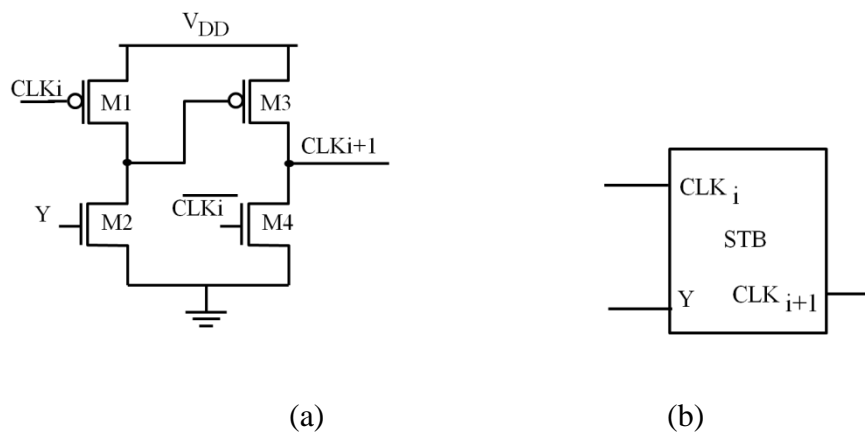 VDD
CLKi
M1
M3
CLKi+1
Y
M2
CLKi
M4
CLK i
STB
Y
CLK i+1
(a)
(b)